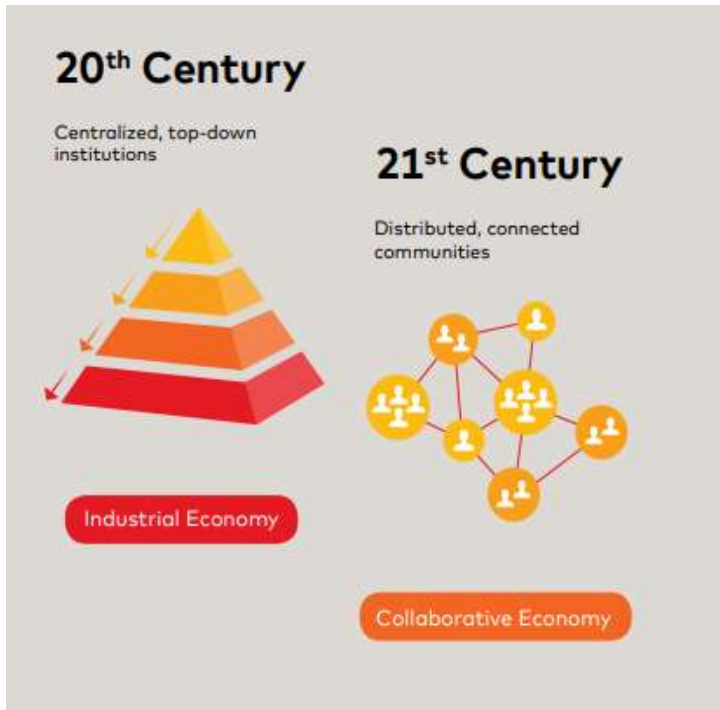 20th Century
Centralized, top-down
institutions
Industrial Economy
21st Century
Distributed, connected
communities
Collaborative Economy